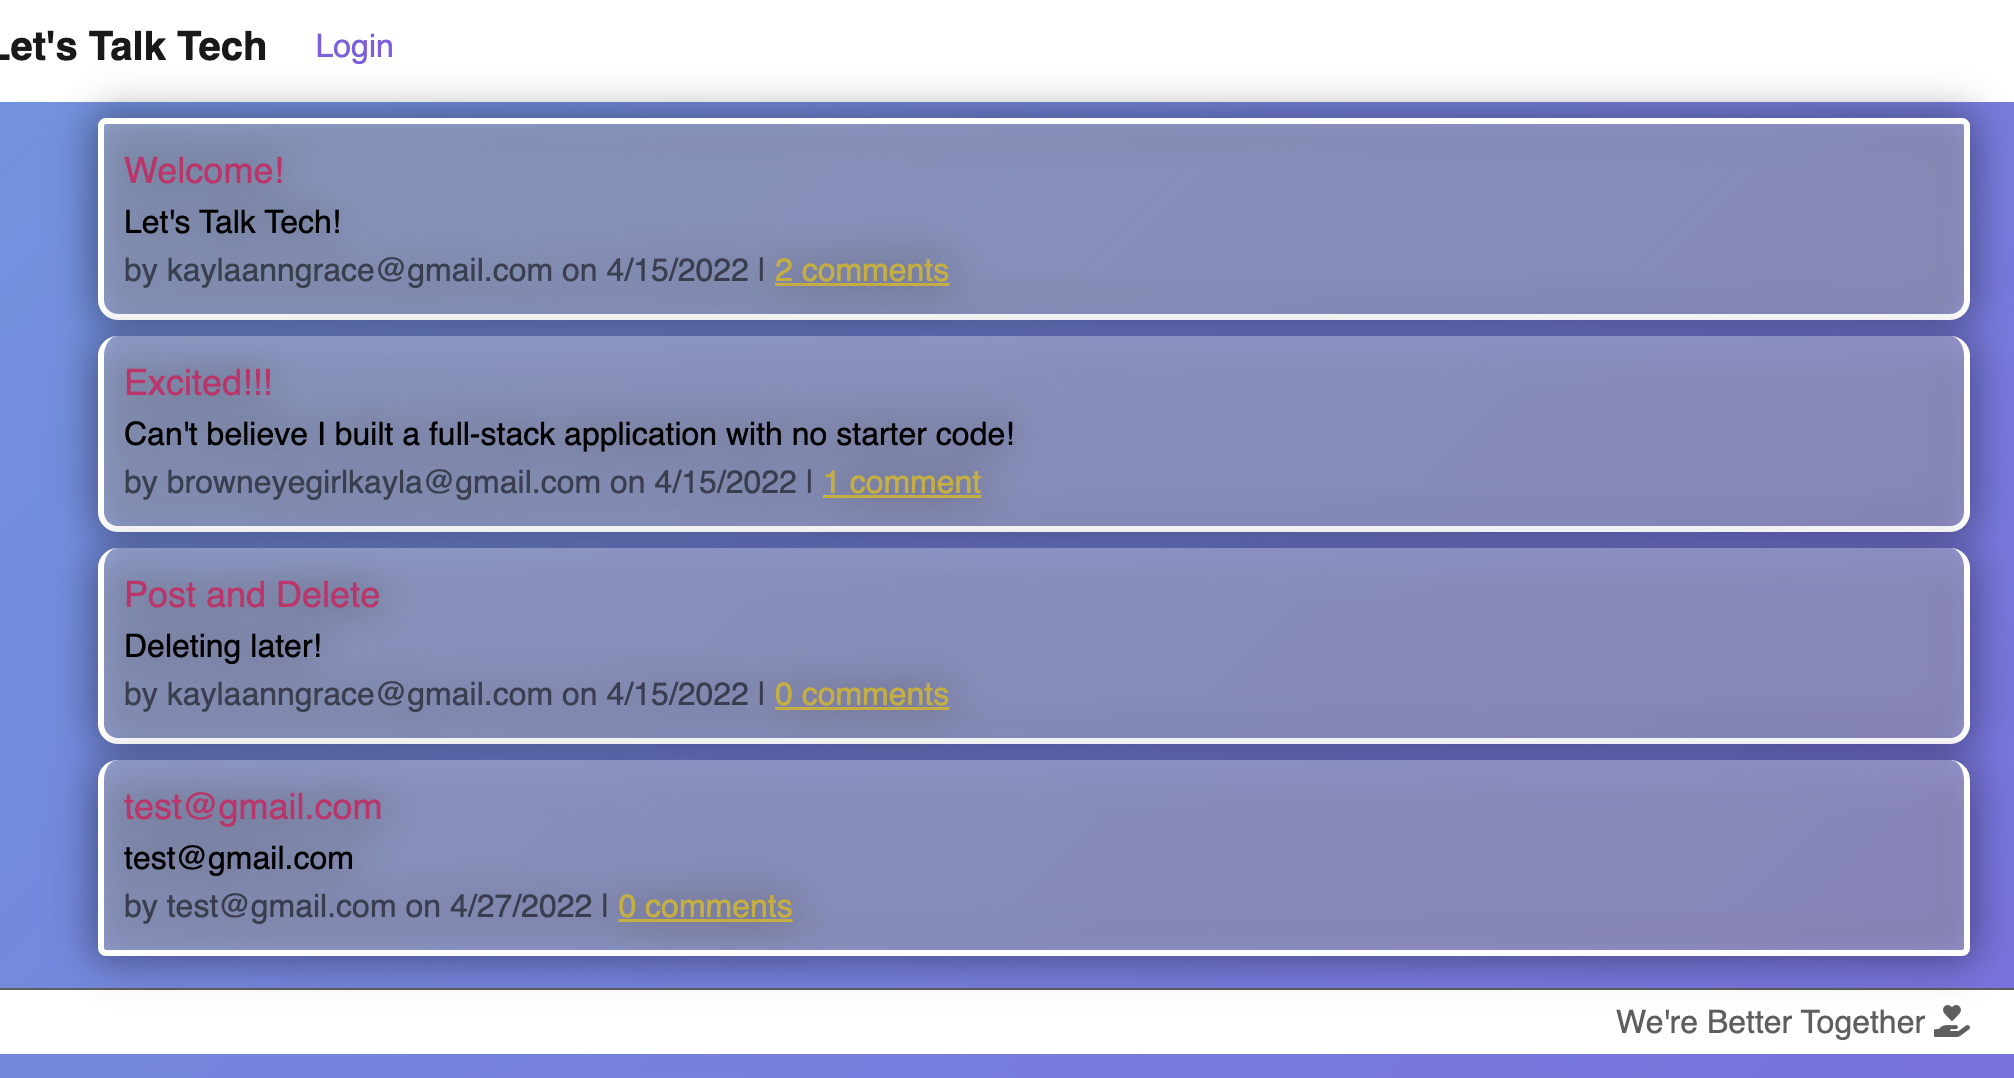 Let's Talk Tech Login
Welcome!
Let's Talk Tech!
by kaylaanngrace@gmail.com on 4/15/2022 | 2 comments
Excited!!!
Can't believe I built a full-stack application with no starter code!
by browneyegirlkayla@gmail.com on 4/15/2022 | 1 comment
Post and Delete
Deleting later!
by kaylaanngrace@gmail.com on 4/15/2022 | 0 comments
test@gmail.com
test@gmail.com
by test@gmail.com on 4/27/2022 | 0 comments
We're Better Together